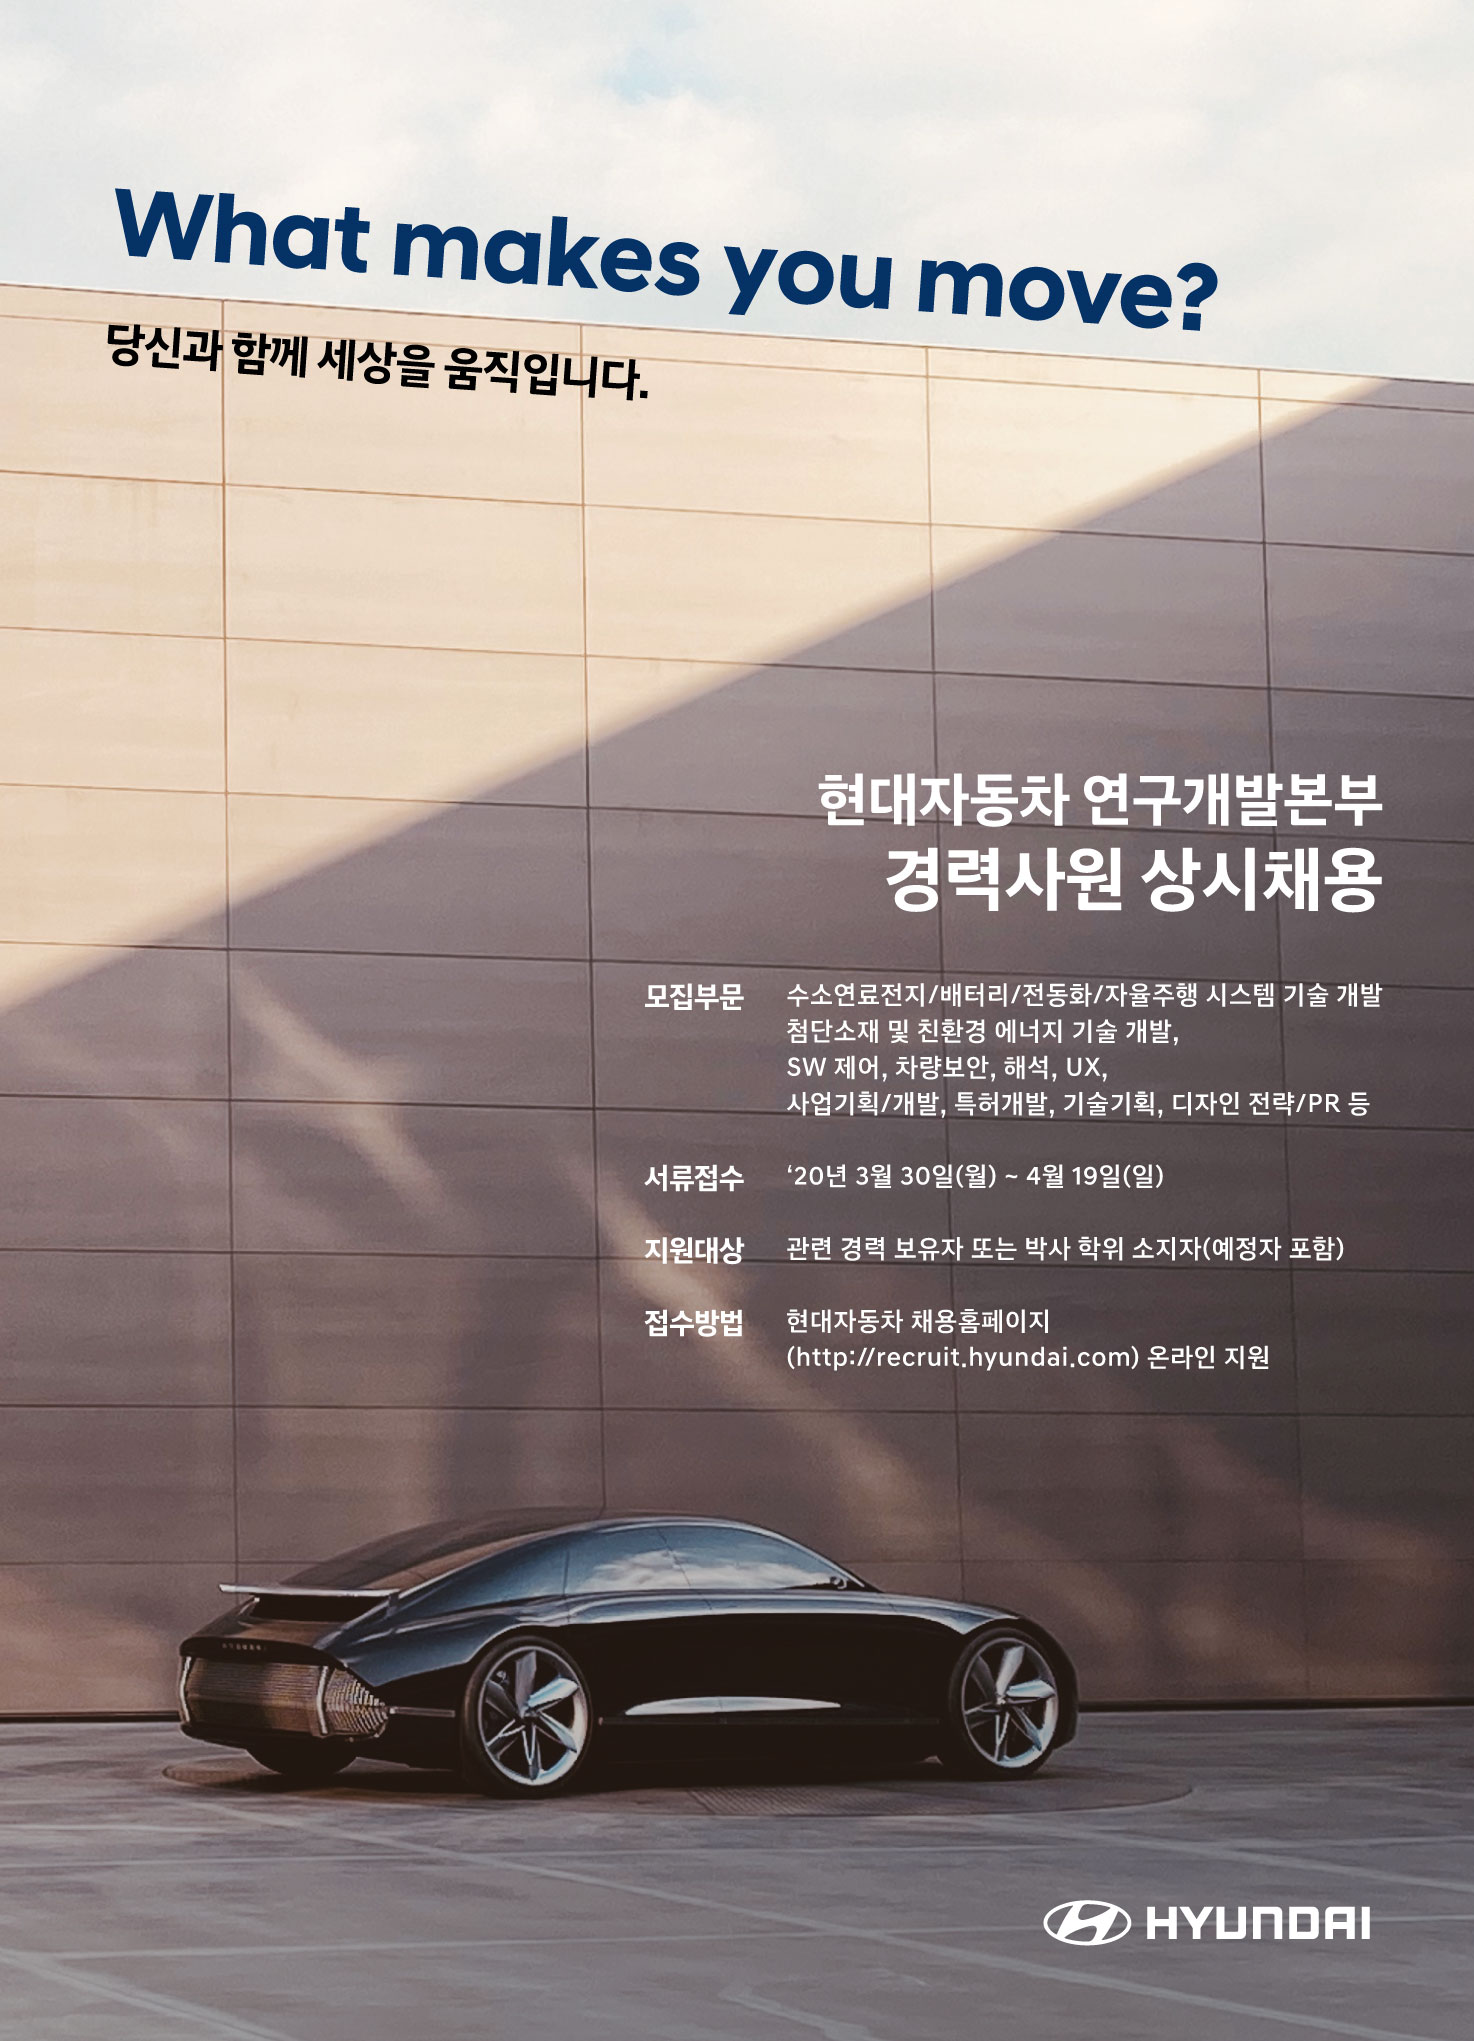 What makes you move?
당신과 함께 세상을 움직입니다.
현대자동차 연구개발본부
경력사원 상시채용
모집부문 수소연료전지/배터리/전동화/자율주행 시스템 기술 개발
첨단소재 및 친환경 에너지 기술 개발,
SW 제어, 차량보안, 해석, UX,
사업기획/개발, 특허개발, 기술기획, 디자인 전략/PR 등
서류접수 ‘20년 3월 30일(월) ~ 4월 19일(일)
지원대상 관련 경력 보유자 또는 박사 학위 소지자(예정자 포함)
접수방법 현대자동차 채용홈페이지
(http://recruit.hyundai.com) 온라인 지원
HYUNDAI
HYUNDAI